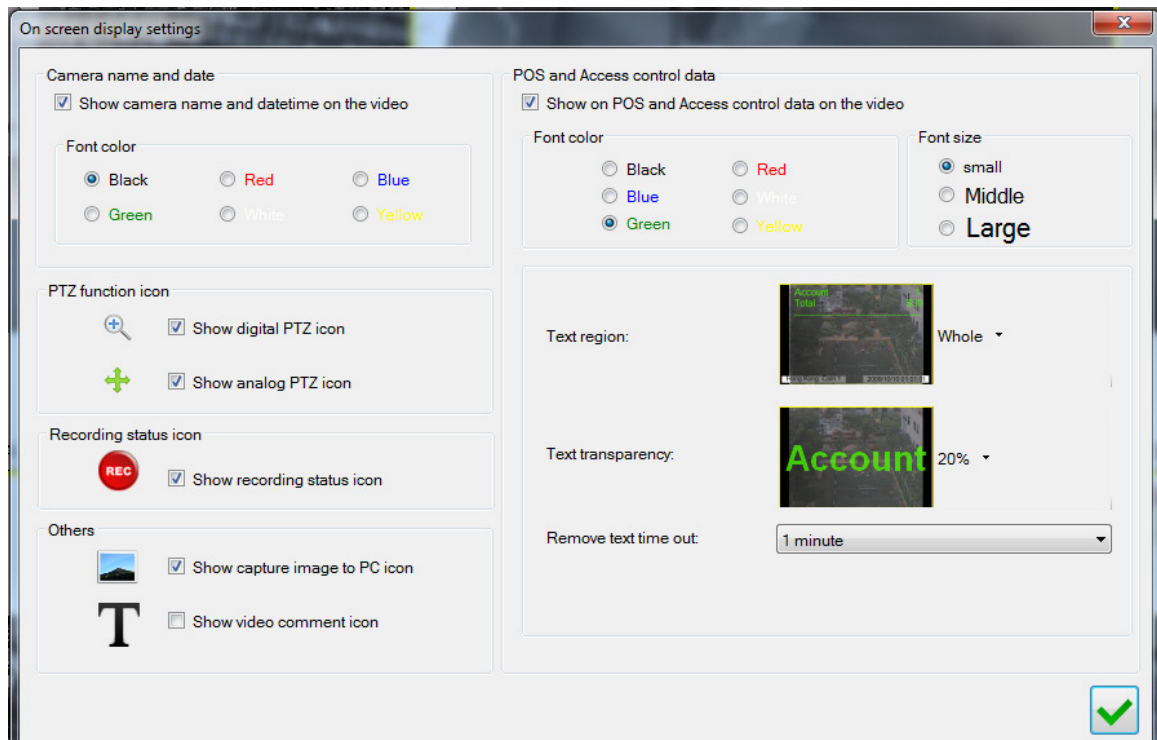 On screen display settings
Camera name and date
Show camera name and datetime on the video
Font color
Black Red Blue
Green White Yellow
PTZ function icon
Show digital PTZ icon
Show analog PTZ icon
Recording status icon
REC
Show recording status icon
Others
Show capture image to PC icon
T
Show video comment icon
POS and Access control data
Show on POS and Access control data on the video
Font color
Black Red
Blue White
Green Yellow
Font size
small
Middle
Large
Text region:
Account
Total
Whole
Text transparency:
Account
20%
Remove text time out:
1 minute